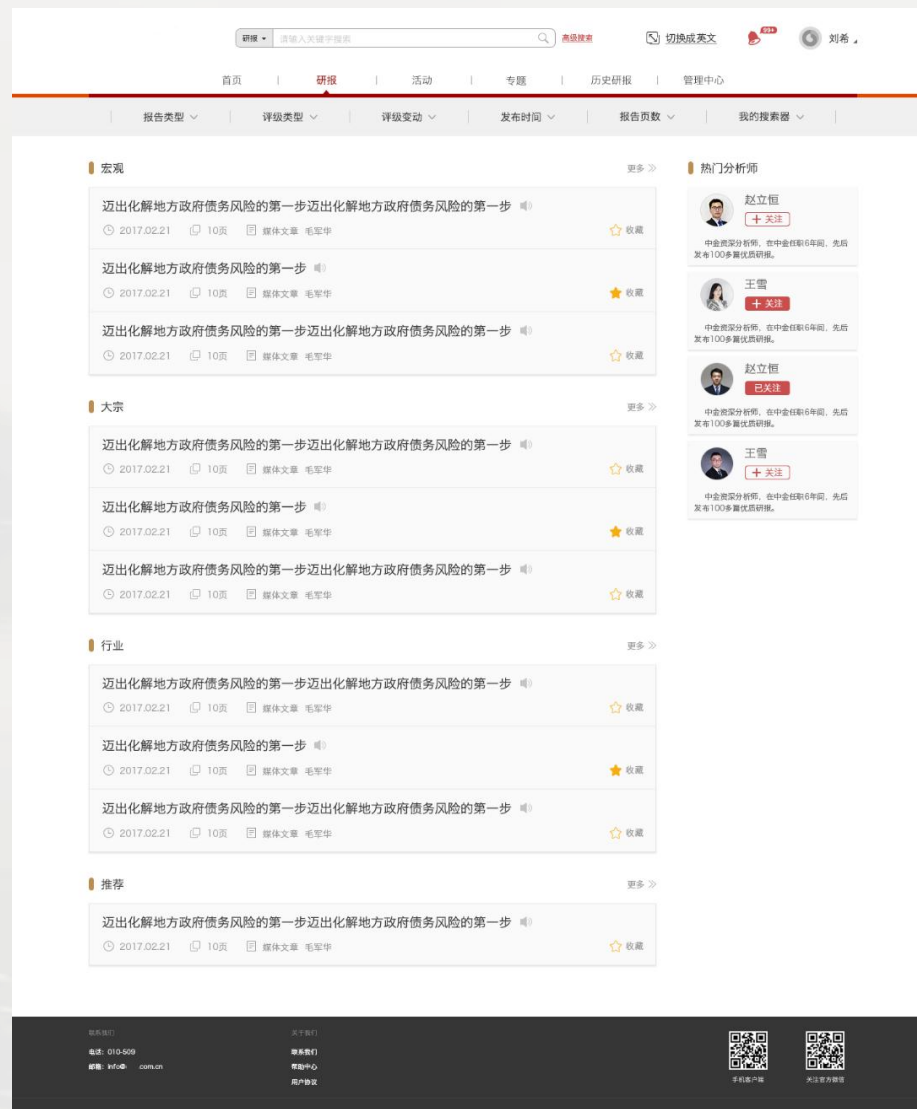 研报
请输入关键字搜索
高级搜索
切换成英文
99+
刘希
首页 研报 活动 专题 历史研报 管理中心
报告类型 评级类型 评级变动 发布时间 报告页数 我的搜索器
宏观 更多
迈出化解地方政府债务风险的第一步迈出化解地方政府债务风险的第一步
2017.02.21 10页 媒体文章 毛军华 收藏
迈出化解地方政府债务风险的第一步
2017.02.21 10页 媒体文章 毛军华 收藏
迈出化解地方政府债务风险的第一步迈出化解地方政府债务风险的第一步
2017.02.21 10页 媒体文章 毛军华 收藏
大宗 更多
迈出化解地方政府债务风险的第一步迈出化解地方政府债务风险的第一步
2017.02.21 10页 媒体文章 毛军华 收藏
迈出化解地方政府债务风险的第一步
2017.02.21 10页 媒体文章 毛军华 收藏
迈出化解地方政府债务风险的第一步迈出化解地方政府债务风险的第一步
2017.02.21 10页 媒体文章 毛军华 收藏
行业 更多
迈出化解地方政府债务风险的第一步迈出化解地方政府债务风险的第一步
2017.02.21 10页 媒体文章 毛军华 收藏
迈出化解地方政府债务风险的第一步
2017.02.21 10页 媒体文章 毛军华 收藏
迈出化解地方政府债务风险的第一步迈出化解地方政府债务风险的第一步
2017.02.21 10页 媒体文章 毛军华 收藏
推荐 更多
迈出化解地方政府债务风险的第一步迈出化解地方政府债务风险的第一步
2017.02.21 10页 媒体文章 毛军华 收藏
热门分析师
赵立恒
关注
中金资深分析师，在中金任职6年间，先后
发布100多篇优质研报。
王雪
关注
中金资深分析师，在中金任职6年间，先后
发布100多篇优质研报。
赵立恒
已关注
中金资深分析师，在中金任职6年间，先后
发布100多篇优质研报。
王雪
关注
中金资深分析师，在中金任职6年间，先后
发布100多篇优质研报。
联系我们
电话：010-509
邮箱：info@ com.cn
关于我们
联系我们
帮助中心
用户协议
手机客户端
关注官方微信